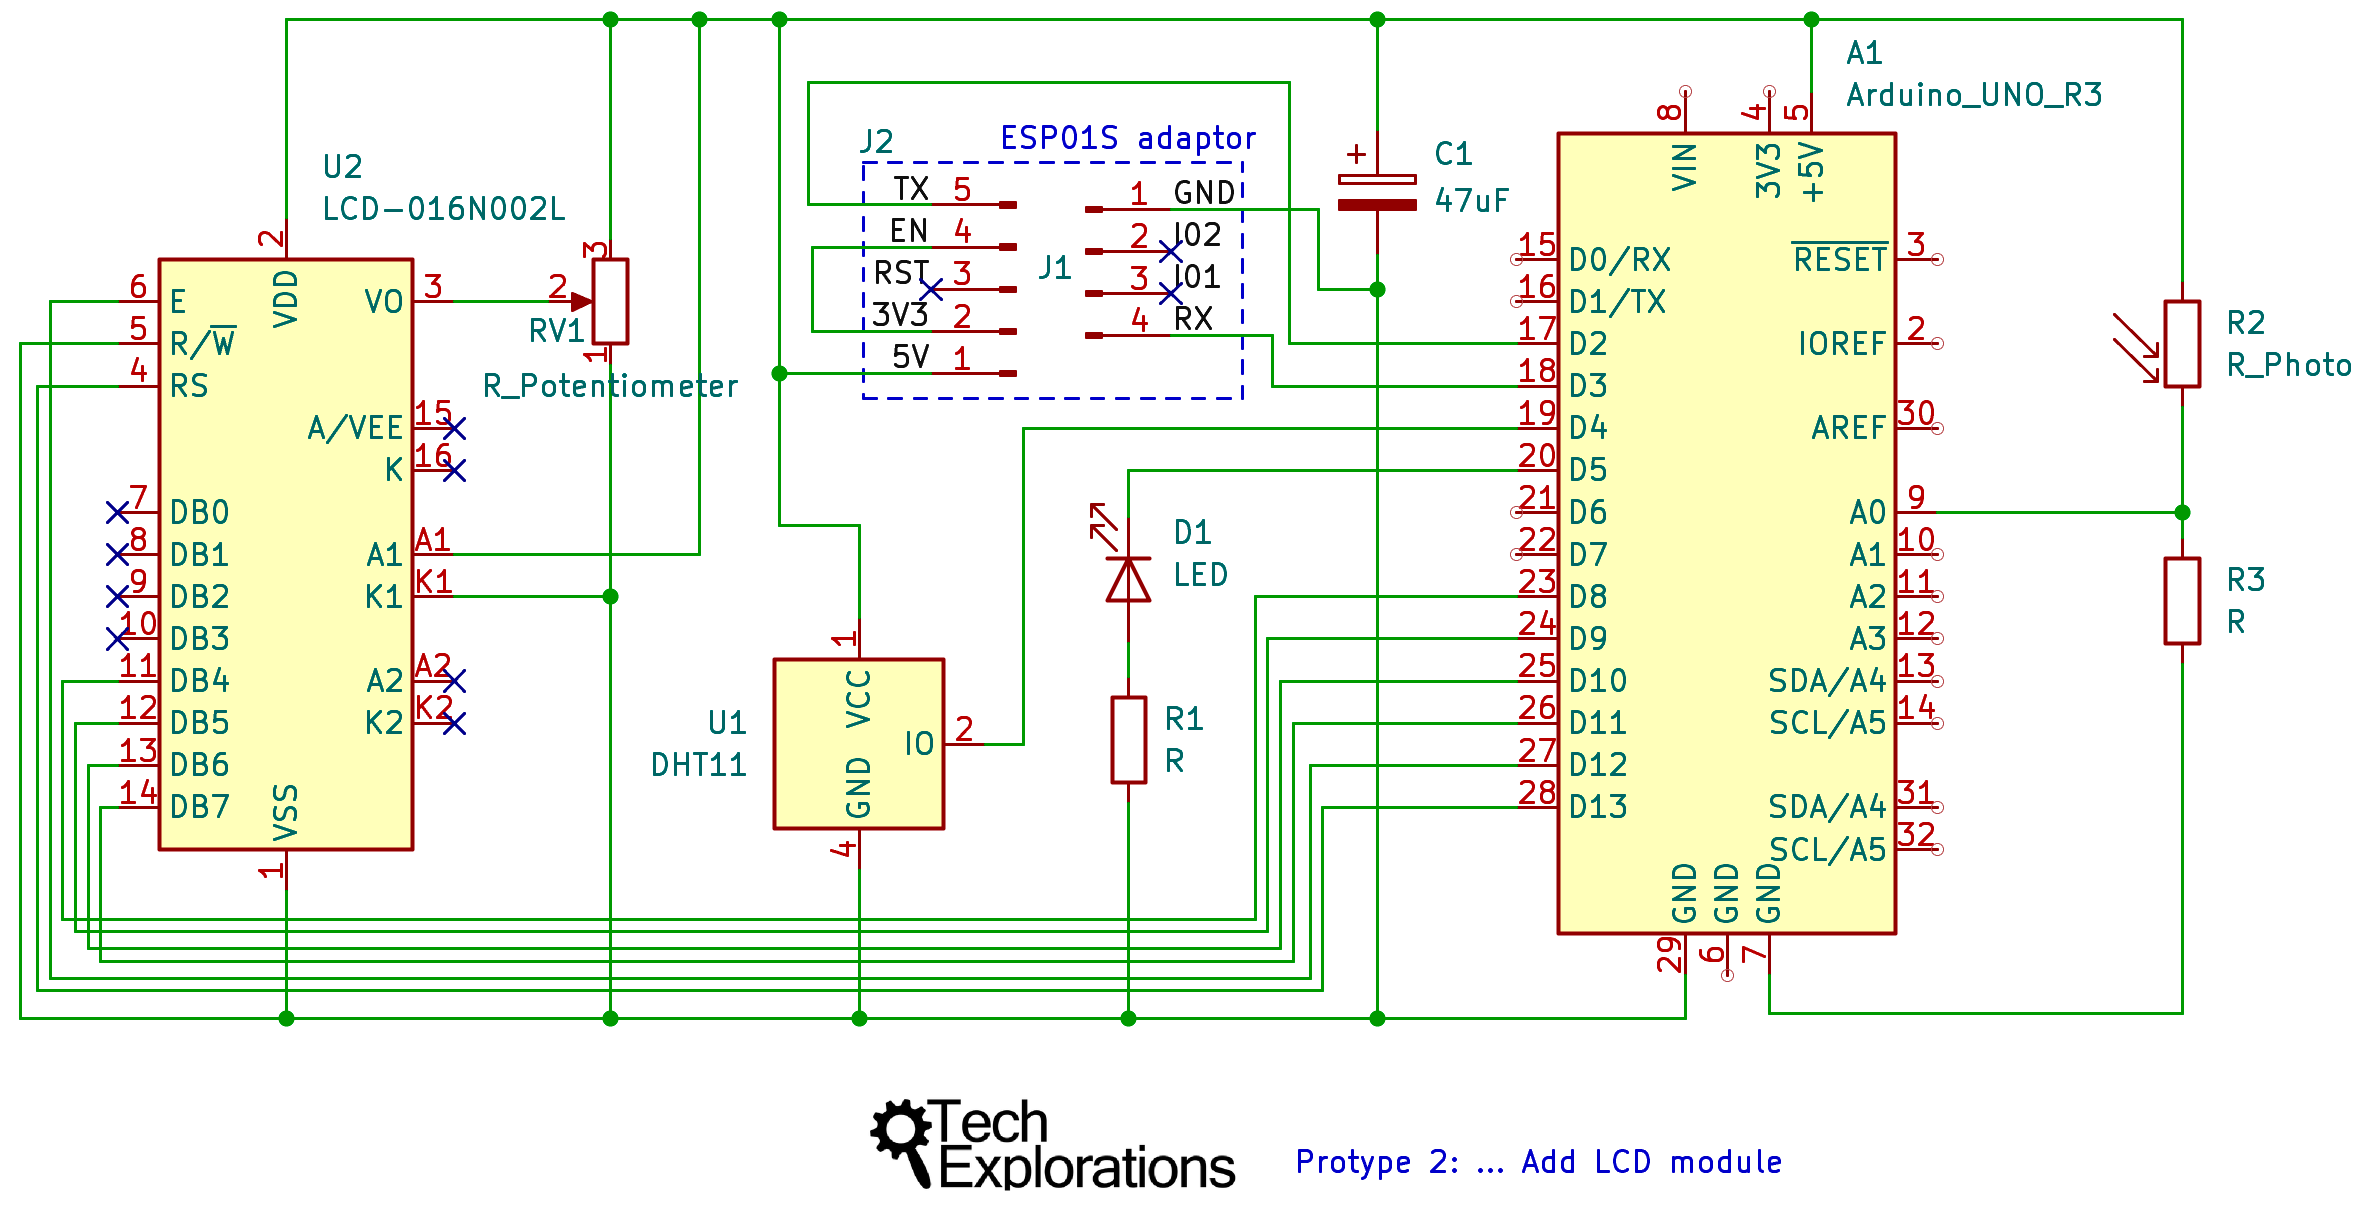 A1
Arduino_UNO_R3
8
4
5
VIN
3V3
+5V
15 D0/RX
16 D1/TX
17 D2
18 D3
19 D4
20 D5
21 D6
22 D7
23 D8
24 D9
25 D10
26 D11
27 D12
28 D13
RESET 3
IOREF 2
AREF 30
A0 9
A1 10
A2 11
A3 12
SDA/A4 13
SCL/A5 14
SDA/A4 31
SCL/A5 32
GND
GND
GND
29
6
7
U2
LCD-016N002L
2
VDD
6 E
5 R/W
4 RS
7 DB0
8 DB1
9 DB2
10 DB3
11 DB4
12 DB5
13 DB6
14 DB7
VO 3
A/VEE 15
K 16
A1 A1
K1 K1
A2 A2
K2 K2
VSS
1
3
2
RV1
1
R_Potentiometer
J2
ESP01S adaptor
TX 5
EN 4
RST 3
3V3 2
5V 1
J1
1 GND
2 IO2
3 IO1
4 RX
C1
47uF
+
D1
LED
R1
R
U1
DHT11
1
VCC
IO 2
GND
4
R2
R_Photo
R3
R
Tech
Explorations
Protype 2: ... Add LCD module